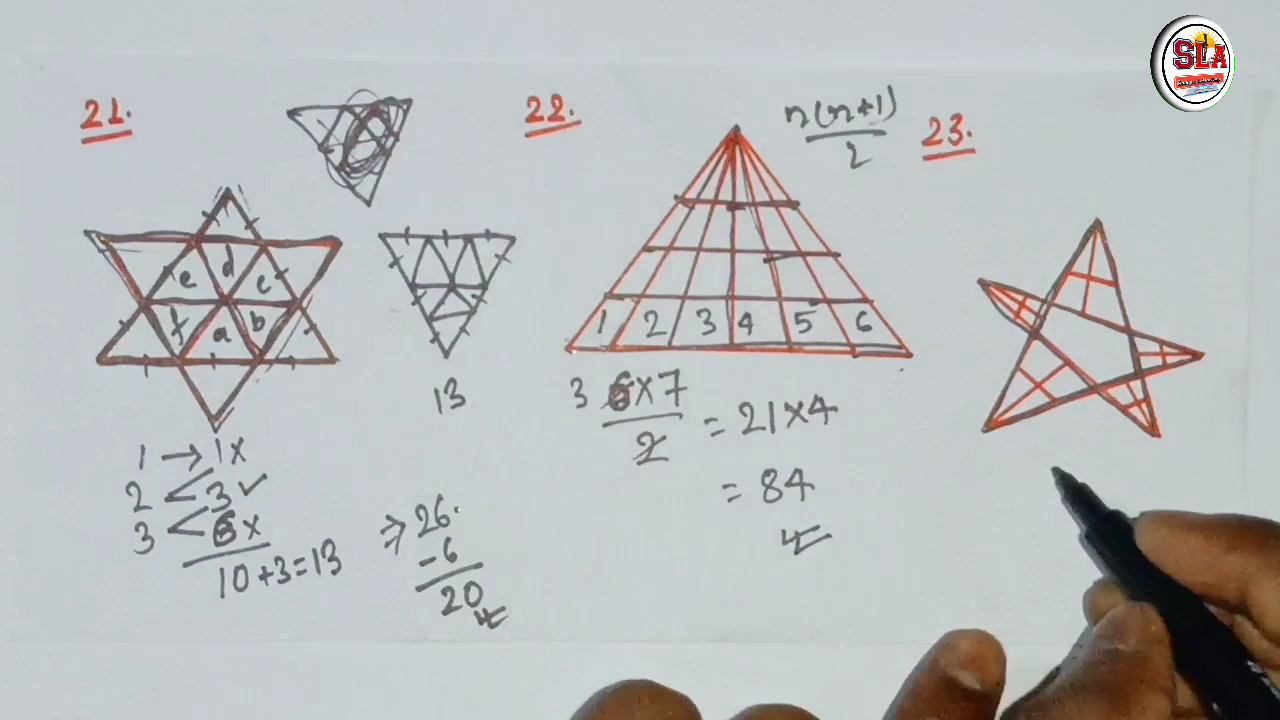 21.
e d c
f a b
1 → 1 x
2 < 3 ✓
3 < 6 x
10 + 3 = 13
13
⇒ 26.
- 6
20
22.
n(n+1)
2
1 2 3 4 5 6
3 6 x 7
2
= 21 x 4
= 84
23.
SLA